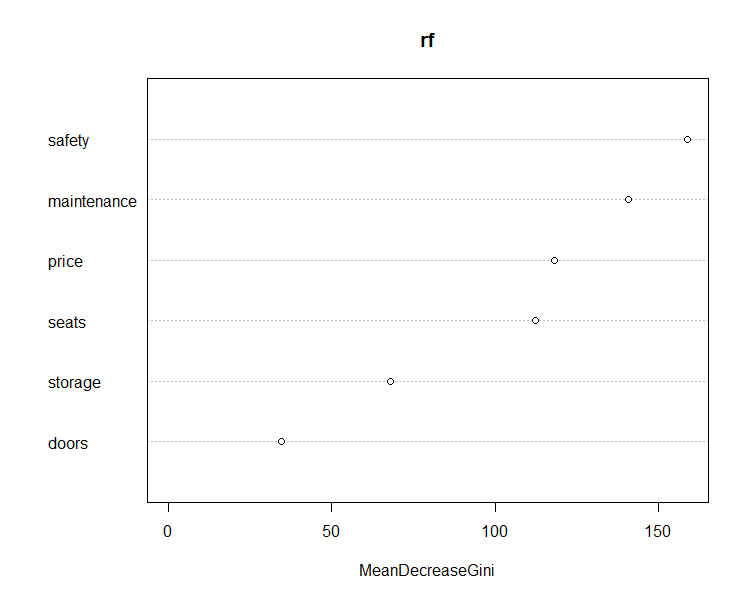 rf
safety
maintenance
price
seats
storage
doors
0 50 100 150
MeanDecreaseGini